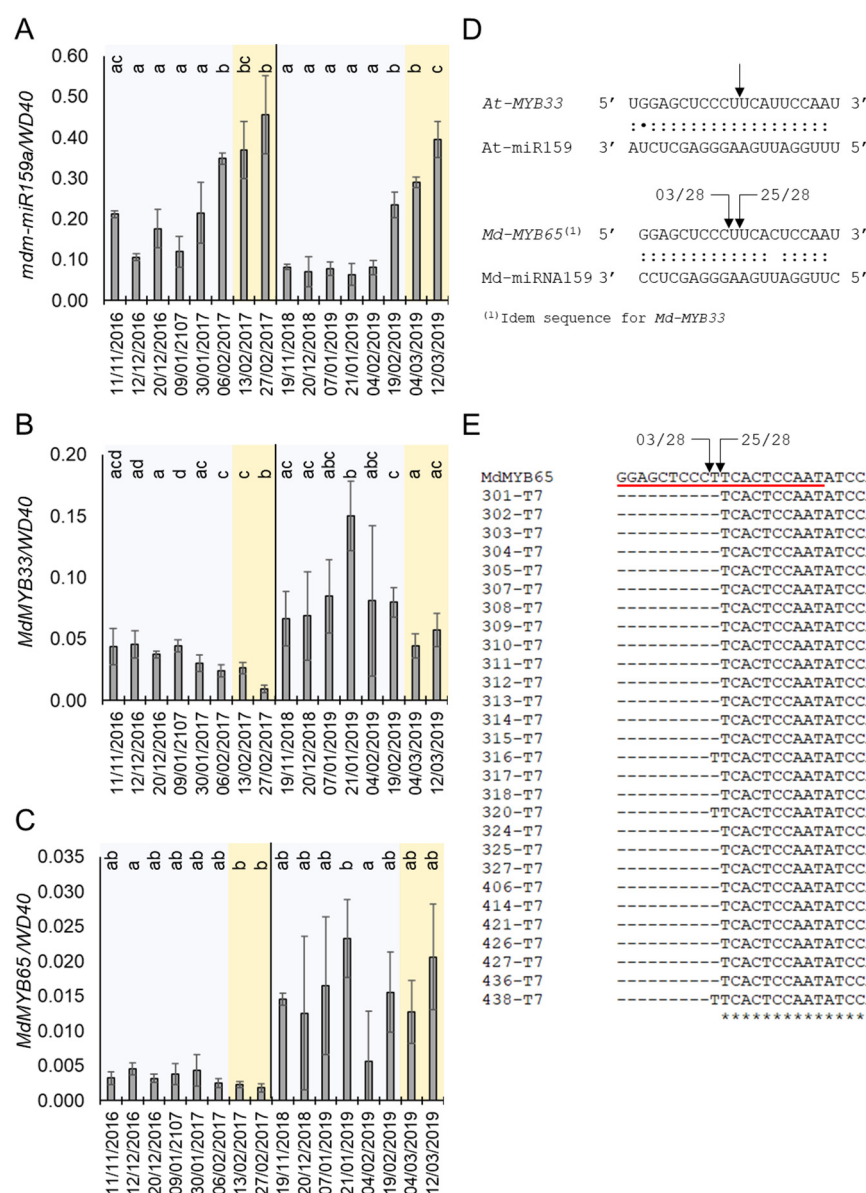 A
mdm-miR159a/WD40
0.60
0.50
0.40
0.30
0.20
0.10
0.00
ac a a a a b bc b a a a a a b b c
11/11/2016
12/12/2016
20/12/2016
09/01/2107
30/01/2017
06/02/2017
13/02/2017
27/02/2017
19/11/2018
20/12/2018
07/01/2019
21/01/2019
04/02/2019
19/02/2019
04/03/2019
12/03/2019
B
MdMYB33/WD40
0.20
0.15
0.10
0.05
0.00
acd ad a d ac c c b ac ac abc b abc c a ac
11/11/2016
12/12/2016
20/12/2016
09/01/2107
30/01/2017
06/02/2017
13/02/2017
27/02/2017
19/11/2018
20/12/2018
07/01/2019
21/01/2019
04/02/2019
19/02/2019
04/03/2019
12/03/2019
C
MdMYB65/WD40
0.035
0.030
0.025
0.020
0.015
0.010
0.005
0.000
ab a ab ab ab ab b b ab ab ab b a ab ab ab
11/11/2016
12/12/2016
20/12/2016
09/01/2107
30/01/2017
06/02/2017
13/02/2017
27/02/2017
19/11/2018
20/12/2018
07/01/2019
21/01/2019
04/02/2019
19/02/2019
04/03/2019
12/03/2019
D
At-MYB33 5’ UGGAGCUCCCUUCAUUCCAAU 3’
:•:::::::::::::::::::
At-miR159 3’ AUCUCGAGGGAAGUUAGGUUU 5’
03/28 25/28
Md-MYB65(1) 5’ GGAGCUCCCUUCACUCCAAU 3’
::::::::::::: :::::
Md-miRNA159 3’ CCUCGAGGGAAGUUAGGUUC 5’
(1)Idem sequence for Md-MYB33
E
03/28 25/28
MdMYB65 GGAGCTCCCTTCACTCCAATATCC
301-T7 ----------TCACTCCAATATCC
302-T7 ----------TCACTCCAATATCC
303-T7 ----------TCACTCCAATATCC
304-T7 ----------TCACTCCAATATCC
305-T7 ----------TCACTCCAATATCC
307-T7 ----------TCACTCCAATATCC
308-T7 ----------TCACTCCAATATCC
309-T7 ----------TCACTCCAATATCC
310-T7 ----------TCACTCCAATATCC
311-T7 ----------TCACTCCAATATCC
312-T7 ----------TCACTCCAATATCC
313-T7 ----------TCACTCCAATATCC
314-T7 ----------TCACTCCAATATCC
315-T7 ----------TCACTCCAATATCC
316-T7 ---------TTCACTCCAATATCC
317-T7 ----------TCACTCCAATATCC
318-T7 ----------TCACTCCAATATCC
320-T7 ---------TTCACTCCAATATCC
324-T7 ----------TCACTCCAATATCC
325-T7 ----------TCACTCCAATATCC
327-T7 ----------TCACTCCAATATCC
406-T7 ----------TCACTCCAATATCC
414-T7 ----------TCACTCCAATATCC
421-T7 ----------TCACTCCAATATCC
426-T7 ----------TCACTCCAATATCC
427-T7 ----------TCACTCCAATATCC
436-T7 ----------TCACTCCAATATCC
438-T7 ---------TTCACTCCAATATCC
**************